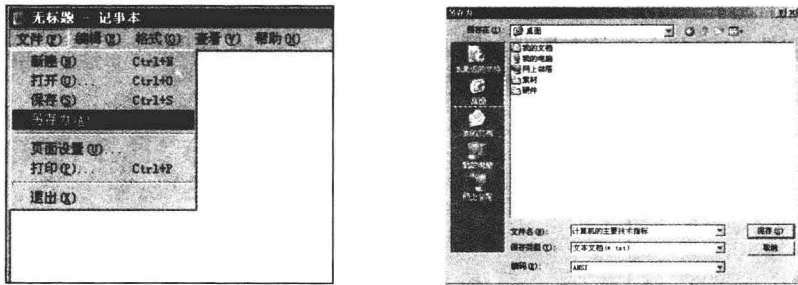 无标题 - 记事本
文件(F) 编辑(E) 格式(O) 查看(V) 帮助(H)
新建(N) Ctrl+N
打开(O)... Ctrl+O
保存(S) Ctrl+S
另存为(A)...
页面设置(U)...
打印(P)... Ctrl+P
退出(X)
另存为
保存在(I): 桌面
我的文档
我的电脑
网上邻居
素材
硬件
我最近的文档
桌面
我的文档
我的电脑
网上邻居
文件名(N): 计算机的主要技术指标 保存(S)
保存类型(T): 文本文档(*.txt) 取消
编码(E): ANSI